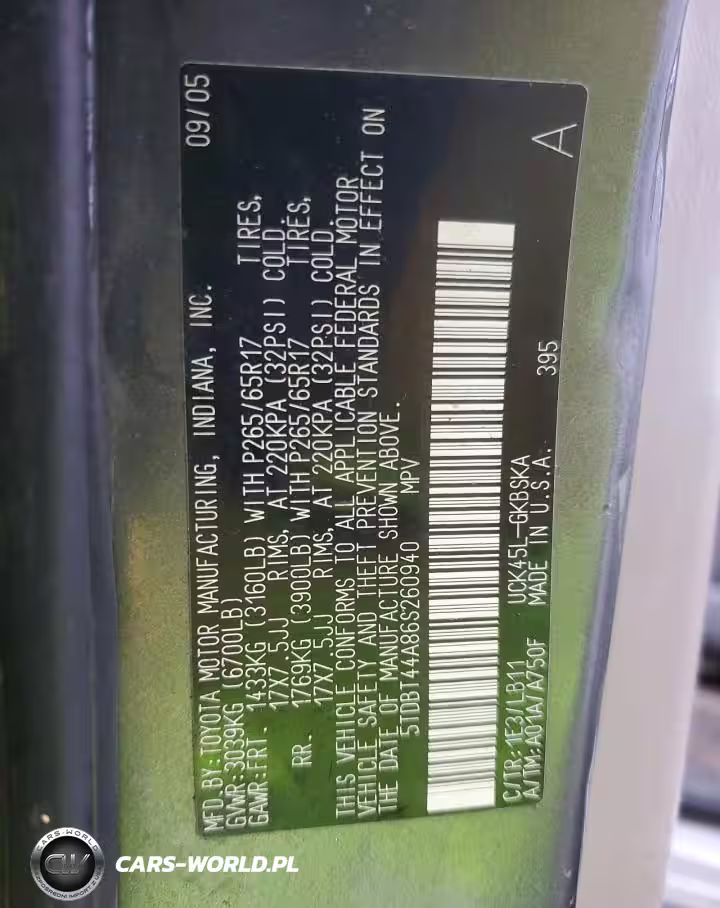 MFD.BY:TOYOTA MOTOR MANUFACTURING, INDIANA, INC. 09/05
GVWR:3039KG (6700LB)
GAWR:FRT. 1433KG (3160LB) WITH P265/65R17 TIRES,
17X7.5JJ RIMS, AT 220KPA (32PSI) COLD.
RR. 1769KG (3900LB) WITH P265/65R17 TIRES,
17X7.5JJ RIMS, AT 220KPA (32PSI) COLD.
THIS VEHICLE CONFORMS TO ALL APPLICABLE FEDERAL MOTOR
VEHICLE SAFETY AND THEFT PREVENTION STANDARDS IN EFFECT ON
THE DATE OF MANUFACTURE SHOWN ABOVE.
5TDBT44A86S260940 MPV
C/TR:1E3/LB11 UCK45L-GKBSKA
A/TM:A01A/A750F MADE IN U.S.A. 395 A
CARS-WORLD
CW
CARS-WORLD.PL